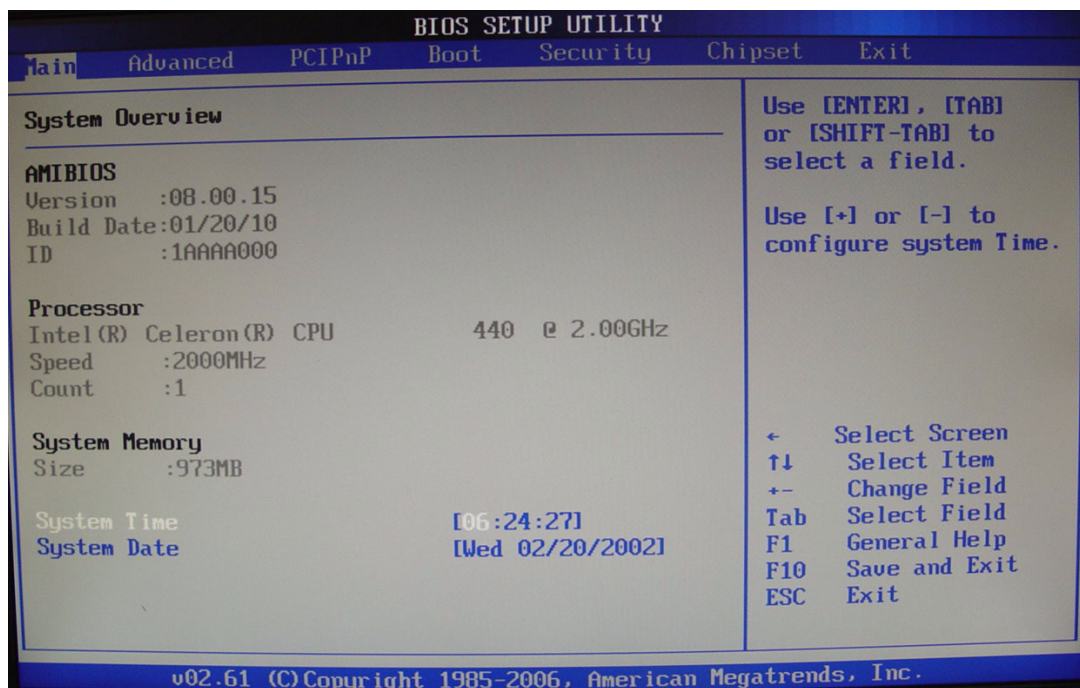 BIOS SETUP UTILITY
Main Advanced PCIPnP Boot Security Chipset Exit
System Overview
AMIBIOS
Version :08.00.15
Build Date:01/20/10
ID :1AAAA000
Processor
Intel(R) Celeron(R) CPU 440 @ 2.00GHz
Speed :2000MHz
Count :1
System Memory
Size :973MB
System Time [06:24:27]
System Date [Wed 02/20/2002]
Use [ENTER], [TAB]
or [SHIFT-TAB] to
select a field.
Use [+] or [-] to
configure system Time.
← Select Screen
↑↓ Select Item
+- Change Field
Tab Select Field
F1 General Help
F10 Save and Exit
ESC Exit
v02.61 (C)Copyright 1985-2006, American Megatrends, Inc.